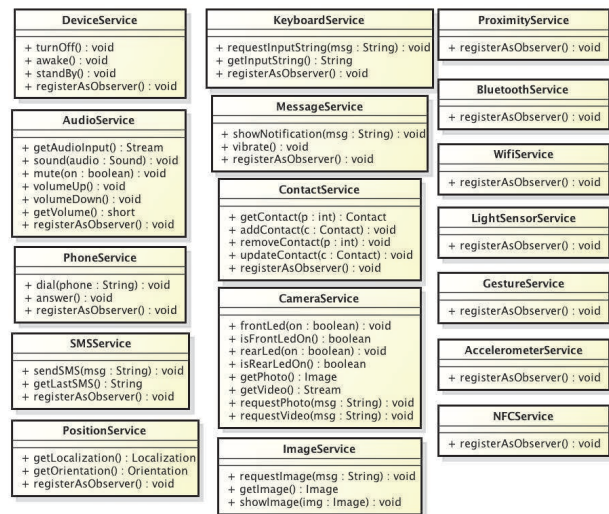 DeviceService
+ turnOff() : void
+ awake() : void
+ standBy() : void
+ registerAsObserver() : void
AudioService
+ getAudioInput() : Stream
+ sound(audio : Sound) : void
+ mute(on : boolean) : void
+ volumeUp() : void
+ volumeDown() : void
+ getVolume() : short
+ registerAsObserver() : void
PhoneService
+ dial(phone : String) : void
+ answer() : void
+ registerAsObserver() : void
SMSService
+ sendSMS(msg : String) : void
+ getLastSMS() : String
+ registerAsObserver() : void
PositionService
+ getLocalization() : Localization
+ getOrientation() : Orientation
+ registerAsObserver() : void
KeyboardService
+ requestInputString(msg : String) : void
+ getInputString() : String
+ registerAsObserver() : void
MessageService
+ showNotification(msg : String) : void
+ vibrate() : void
+ registerAsObserver() : void
ContactService
+ getContact(p : int) : Contact
+ addContact(c : Contact) : void
+ removeContact(p : int) : void
+ updateContact(c : Contact) : void
+ registerAsObserver() : void
CameraService
+ frontLed(on : boolean) : void
+ isFrontLedOn() : boolean
+ rearLed(on : boolean) : void
+ isRearLedOn() : boolean
+ getPhoto() : Image
+ getVideo() : Stream
+ requestPhoto(msg : String) : void
+ requestVideo(msg : String) : void
ImageService
+ requestImage(msg : String) : void
+ getImage() : Image
+ showImage(img : Image) : void
ProximityService
+ registerAsObserver() : void
BluetoothService
+ registerAsObserver() : void
WifiService
+ registerAsObserver() : void
LightSensorService
+ registerAsObserver() : void
GestureService
+ registerAsObserver() : void
AccelerometerService
+ registerAsObserver() : void
NFCService
+ registerAsObserver() : void